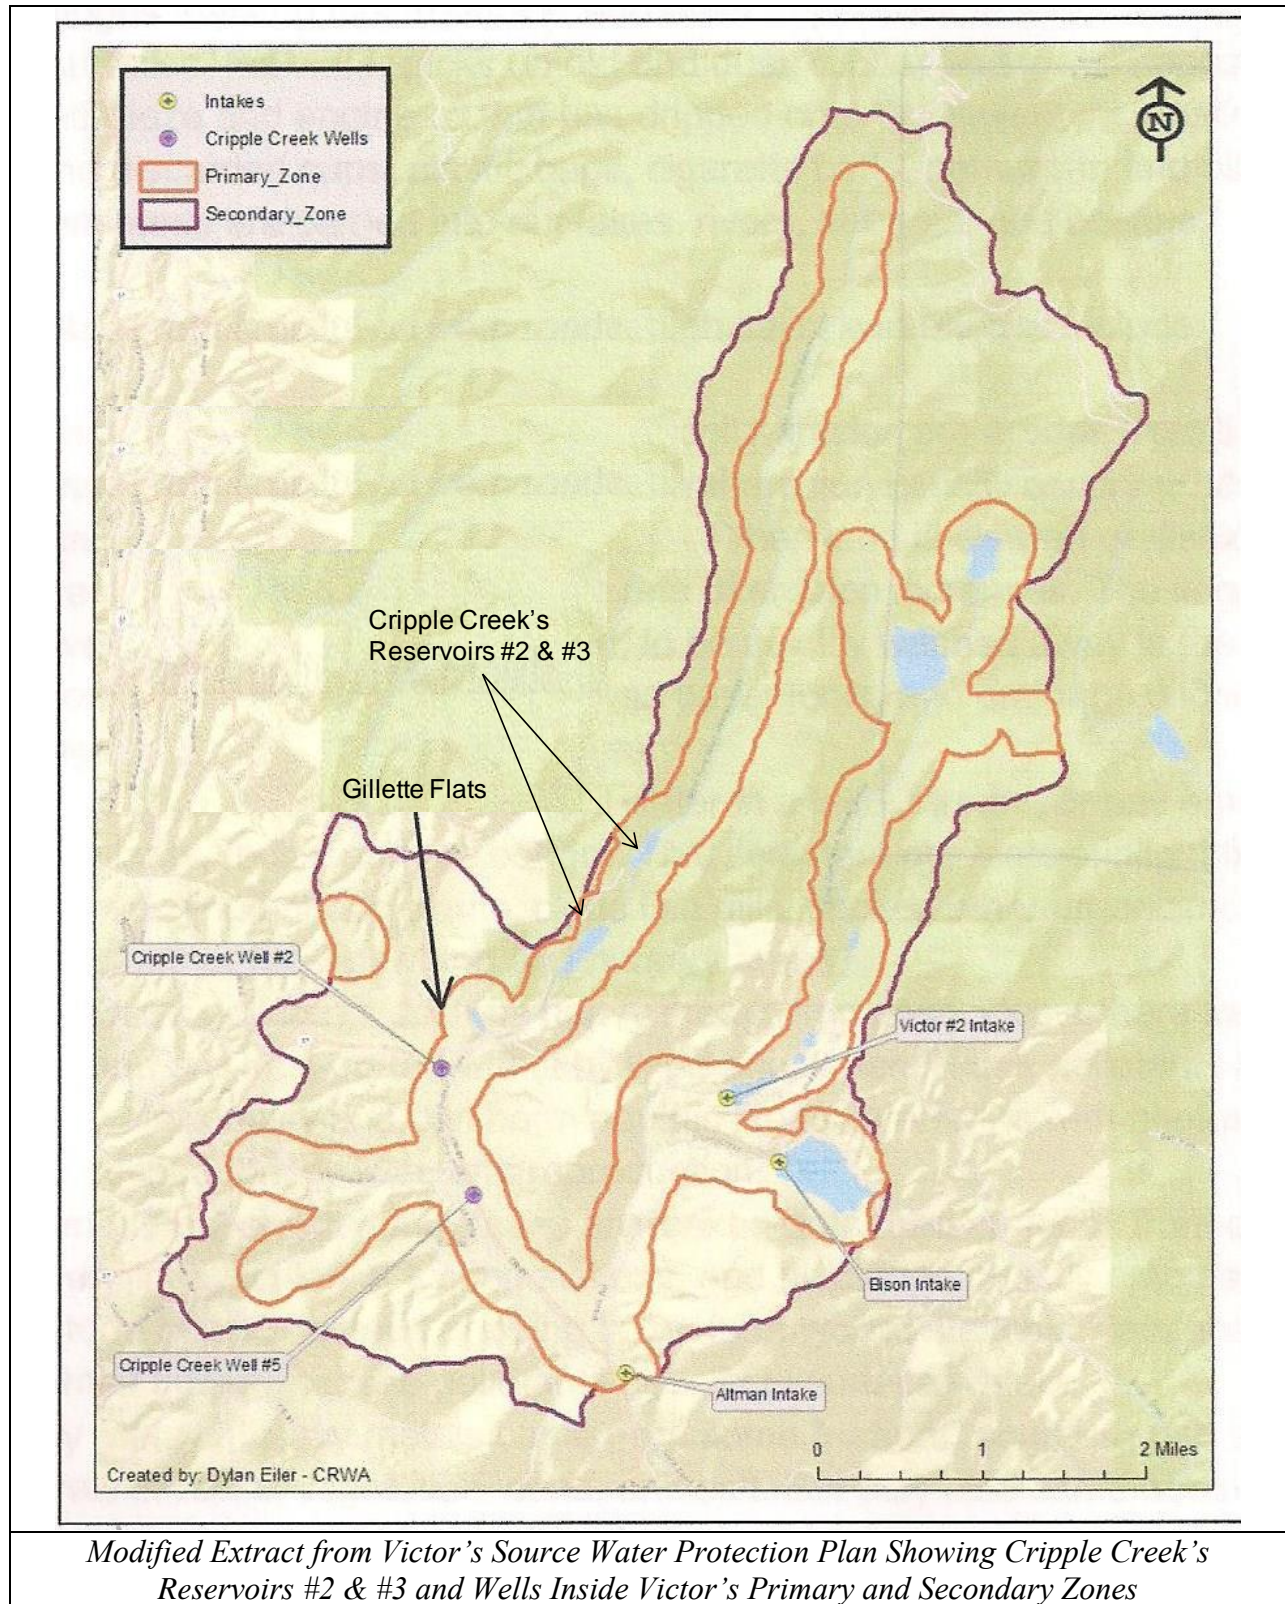 Intakes
Cripple Creek Wells
Primary_Zone
Secondary_Zone
N
Cripple Creek's
Reservoirs #2 & #3
Gillette Flats
Cripple Creek Well #2
Victor #2 Intake
Bison Intake
Cripple Creek Well #5
Altman Intake
0 1 2 Miles
Created by: Dylan Eiler - CRWA
Modified Extract from Victor's Source Water Protection Plan Showing Cripple Creek's
Reservoirs #2 & #3 and Wells Inside Victor's Primary and Secondary Zones